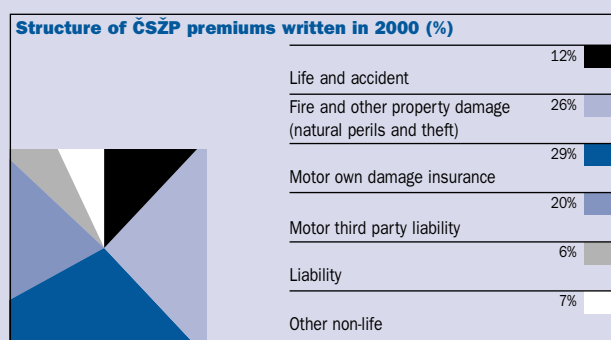 Structure of ČSŽP premiums written in 2000 (%)
12%
Life and accident
Fire and other property damage 26%
(natural perils and theft)
29%
Motor own damage insurance
20%
Motor third party liability
6%
Liability
7%
Other non-life